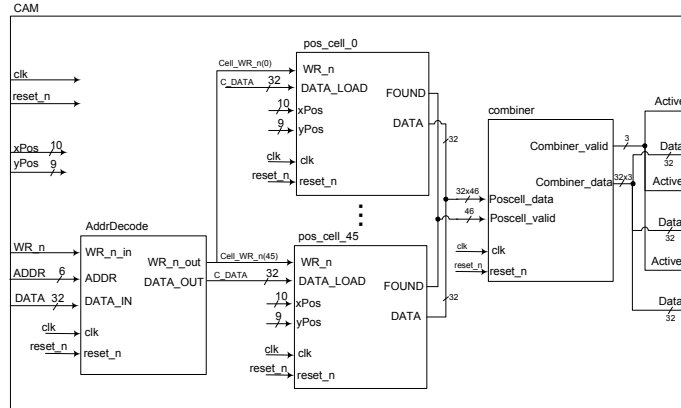 CAM
clk
reset_n
xPos 10
yPos 9
WR_n
ADDR 6
DATA 32
clk
reset_n
AddrDecode
WR_n_in
ADDR
DATA_IN
clk
reset_n
WR_n_out
DATA_OUT
Cell_WR_n(0)
C_DATA 32
10
9
clk
reset_n
pos_cell_0
WR_n
DATA_LOAD
xPos
yPos
clk
reset_n
FOUND
DATA
32
Cell_WR_n(45)
C_DATA 32
10
9
clk
reset_n
pos_cell_45
WR_n
DATA_LOAD
xPos
yPos
clk
reset_n
FOUND
DATA
32
32x46
46
clk
reset_n
combiner
Combiner_valid
Combiner_data
Poscell_data
Poscell_valid
clk
reset_n
3
32x3
Active
Data
32
Active
Data
32
Active
Data
32